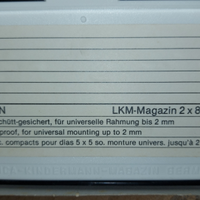 N LKM-Magazin 2 x 8
schütt-gesichert, für universelle Rahmung bis 2 mm
proof, for universal mounting up to 2 mm
c. compacts pour dias 5 x 5 so. monture univers. jusqu'à 2